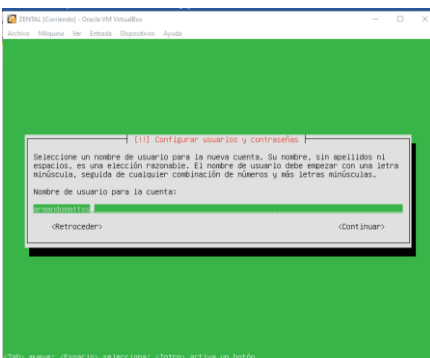 ZENTAL [Corriendo] - Oracle VM VirtualBox
Archivo Máquina Ver Entrada Dispositivos Ayuda
[!!] Configurar usuarios y contraseñas
Seleccione un nombre de usuario para la nueva cuenta. Su nombre, sin apellidos ni
espacios, es una elección razonable. El nombre de usuario debe empezar con una letra
minúscula, seguida de cualquier combinación de números y más letras minúsculas.
Nombre de usuario para la cuenta:
armandomattos
<Retroceder> <Continuar>
<Tab> mueve; <Espacio> selecciona; <Intro> activa un botón